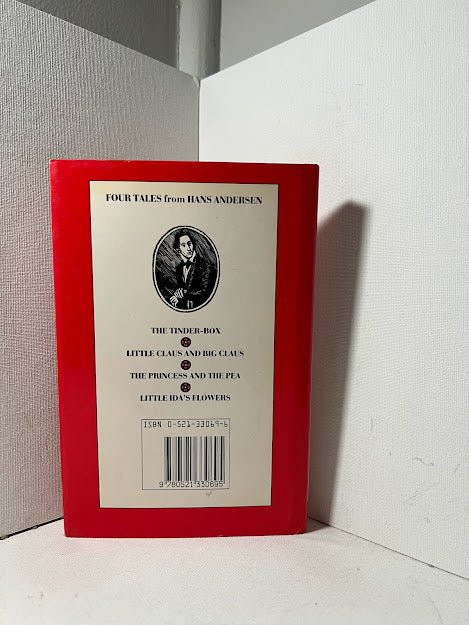 FOUR TALES from HANS ANDERSEN
THE TINDER-BOX
LITTLE CLAUS AND BIG CLAUS
THE PRINCESS AND THE PEA
LITTLE IDA'S FLOWERS
ISBN 0-521-33069-6
9 780521 330695